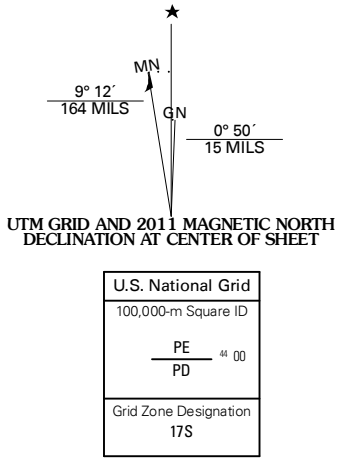 ★
MN
9° 12´
164 MILS
GN
0° 50´
15 MILS
UTM GRID AND 2011 MAGNETIC NORTH
DECLINATION AT CENTER OF SHEET
U.S. National Grid
100,000-m Square ID
PE
44 00
PD
Grid Zone Designation
17S